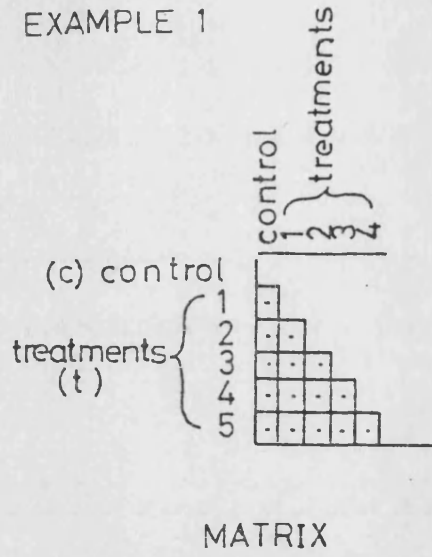 EXAMPLE 1
treatments
control
1
2
3
4
(c) control
1
2
treatments
3
(t)
4
5
- 
- -
- - -
- - - -
- - - - -
MATRIX